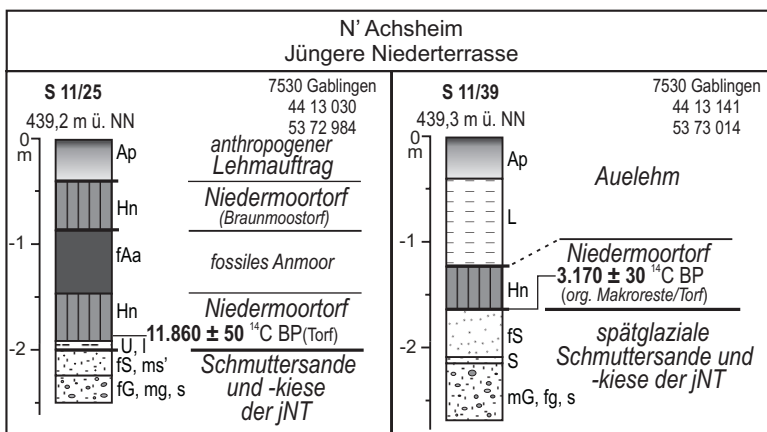 N' Achsheim
Jüngere Niederterrasse
S 11/25
7530 Gablingen
44 13 030
53 72 984
439,2 m ü. NN
0
m
-1
-2
Ap
Hn
fAa
Hn
U, l
fS, ms'
fG, mg, s
anthropogener
Lehmauftrag
Niedermoortorf
(Braunmoostorf)
fossiles Anmoor
Niedermoortorf
11.860 ± 50 ¹⁴C BP(Torf)
Schmuttersande
und -kiese
der jNT
S 11/39
7530 Gablingen
44 13 141
53 73 014
439,3 m ü. NN
0
m
-1
-2
Ap
L
Hn
fS
S
mG, fg, s
Auelehm
Niedermoortorf
3.170 ± 30 ¹⁴C BP
(org. Makroreste/Torf)
spätglaziale
Schmuttersande und
-kiese der jNT